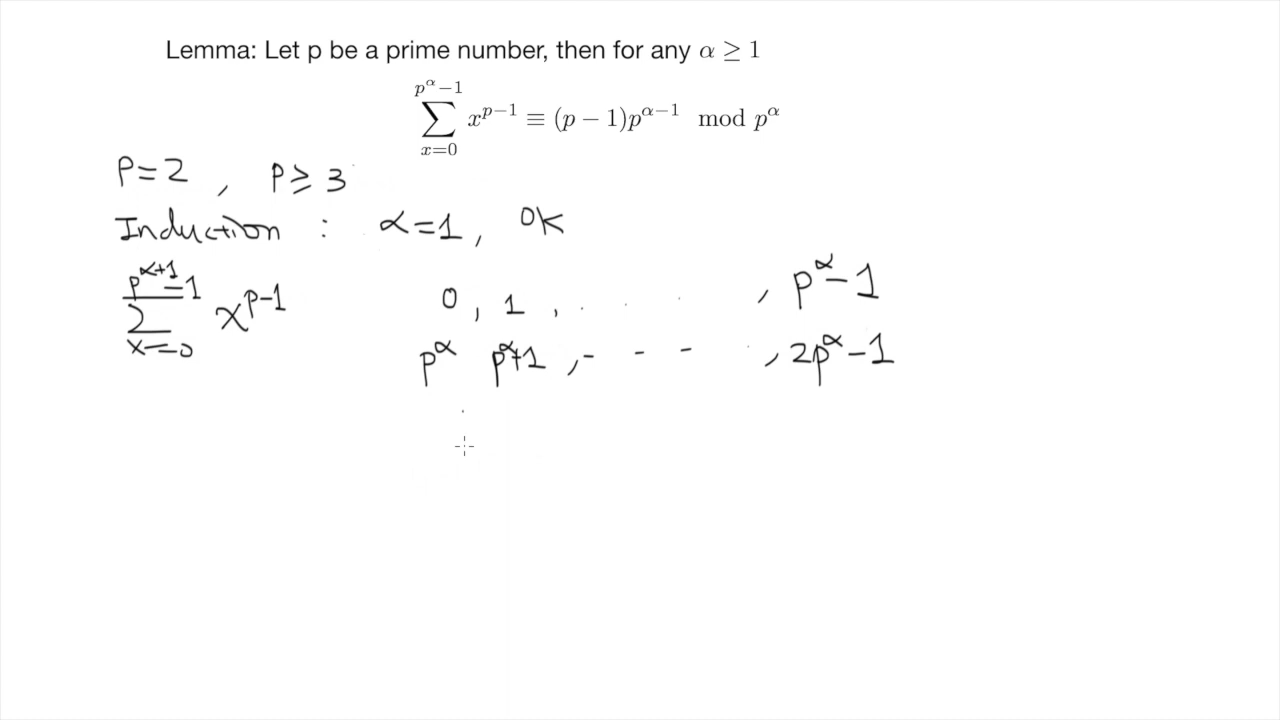 Lemma: Let p be a prime number, then for any α ≥ 1
∑_{x=0}^{p^α−1} x^{p−1} ≡ (p − 1)p^{α−1} mod p^α
P=2 , P≥3
Induction : α=1, OK
∑_{x=0}^{p^{α+1}−1} x^{p−1} 0, 1, . . . , p^α−1
p^α p^α+1, - - - . , 2p^α−1
.